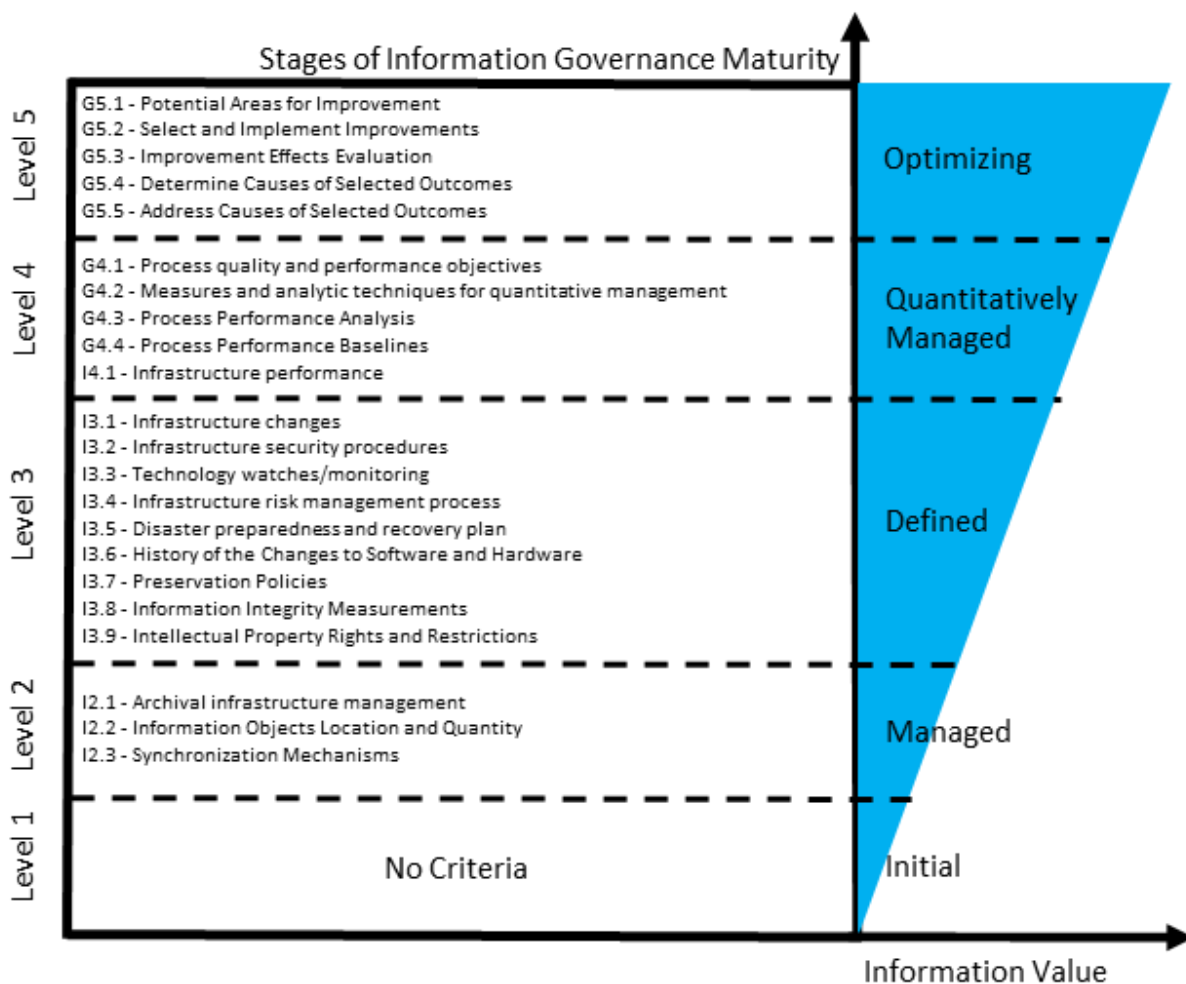 Stages of Information Governance Maturity
Level 5
G5.1 - Potential Areas for Improvement
G5.2 - Select and Implement Improvements
G5.3 - Improvement Effects Evaluation
G5.4 - Determine Causes of Selected Outcomes
G5.5 - Address Causes of Selected Outcomes
Optimizing
Level 4
G4.1 - Process quality and performance objectives
G4.2 - Measures and analytic techniques for quantitative management
G4.3 - Process Performance Analysis
G4.4 - Process Performance Baselines
I4.1 - Infrastructure performance
Quantitatively
Managed
Level 3
I3.1 - Infrastructure changes
I3.2 - Infrastructure security procedures
I3.3 - Technology watches/monitoring
I3.4 - Infrastructure risk management process
I3.5 - Disaster preparedness and recovery plan
I3.6 - History of the Changes to Software and Hardware
I3.7 - Preservation Policies
I3.8 - Information Integrity Measurements
I3.9 - Intellectual Property Rights and Restrictions
Defined
Level 2
I2.1 - Archival infrastructure management
I2.2 - Information Objects Location and Quantity
I2.3 - Synchronization Mechanisms
Managed
Level 1
No Criteria
Initial
Information Value